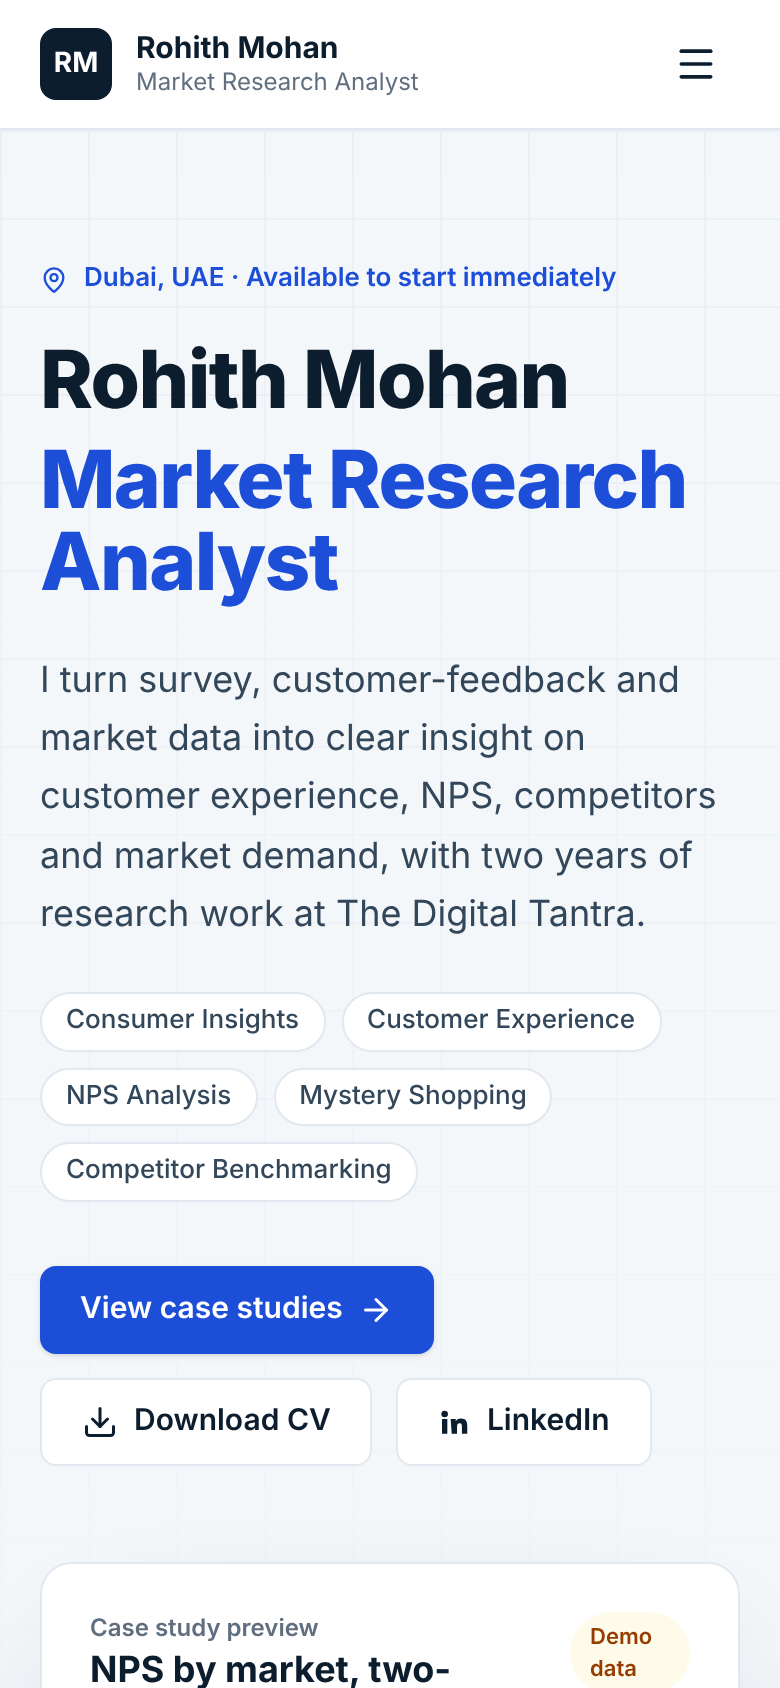 RM
Rohith Mohan
Market Research Analyst
Dubai, UAE · Available to start immediately
Rohith Mohan
Market Research
Analyst
I turn survey, customer-feedback and
market data into clear insight on
customer experience, NPS, competitors
and market demand, with two years of
research work at The Digital Tantra.
Consumer Insights
Customer Experience
NPS Analysis
Mystery Shopping
Competitor Benchmarking
View case studies →
Download CV
in LinkedIn
Case study preview
NPS by market, two-
Demo
data